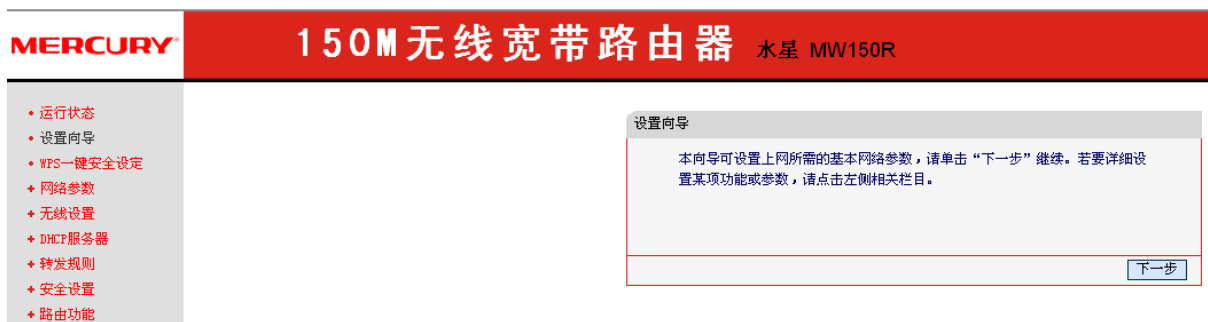 MERCURY
150M无线宽带路由器 水星 MW150R
运行状态
设置向导
WPS一键安全设定
网络参数
无线设置
DHCP服务器
转发规则
安全设置
路由功能
设置向导
本向导可设置上网所需的基本网络参数，请单击“下一步”继续。若要详细设
置某项功能或参数，请点击左侧相关栏目。
下一步